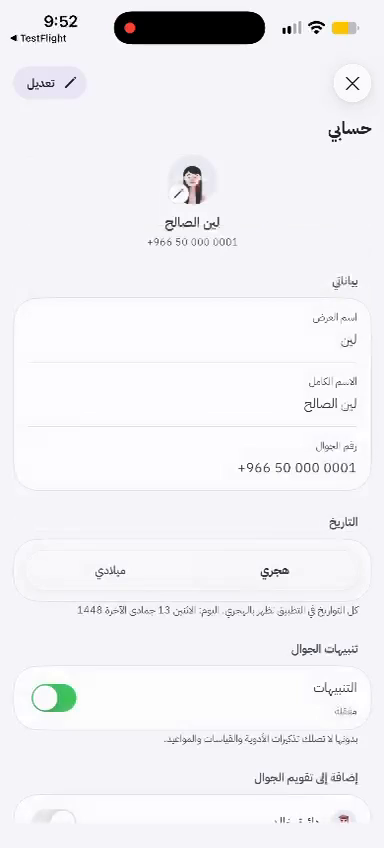 9:52
TestFlight
تعديل
حسابي
لين الصالح
+966 50 000 0001
بياناتي
اسم العرض
لين
الاسم الكامل
لين الصالح
رقم الجوال
+966 50 000 0001
التاريخ
هجري
ميلادي
كل التواريخ في التطبيق تظهر بالهجري. اليوم: الاثنين 13 جمادى الآخرة 1448
تنبيهات الجوال
التنبيهات
مفعّلة
بدونها لا تصلك تذكيرات الأدوية والقياسات والمواعيد.
إضافة إلى تقويم الجوال